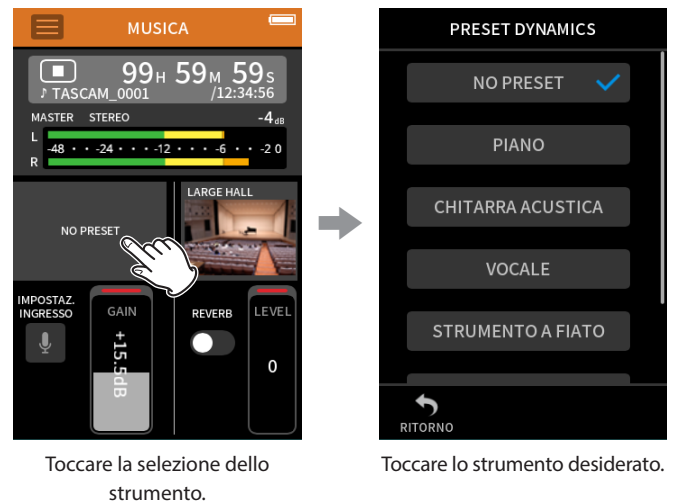 MUSICA
99H 59M 59S
♪ TASCAM_0001 /12:34:56
MASTER STEREO -4dB
L
-48 · · -24 · · · -12 · · · -6 · · -2 0
R
NO PRESET
LARGE HALL
IMPOSTAZ.
INGRESSO
GAIN
+15.5dB
REVERB
LEVEL
0
Toccare la selezione dello
strumento.
PRESET DYNAMICS
NO PRESET
PIANO
CHITARRA ACUSTICA
VOCALE
STRUMENTO A FIATO
RITORNO
Toccare lo strumento desiderato.